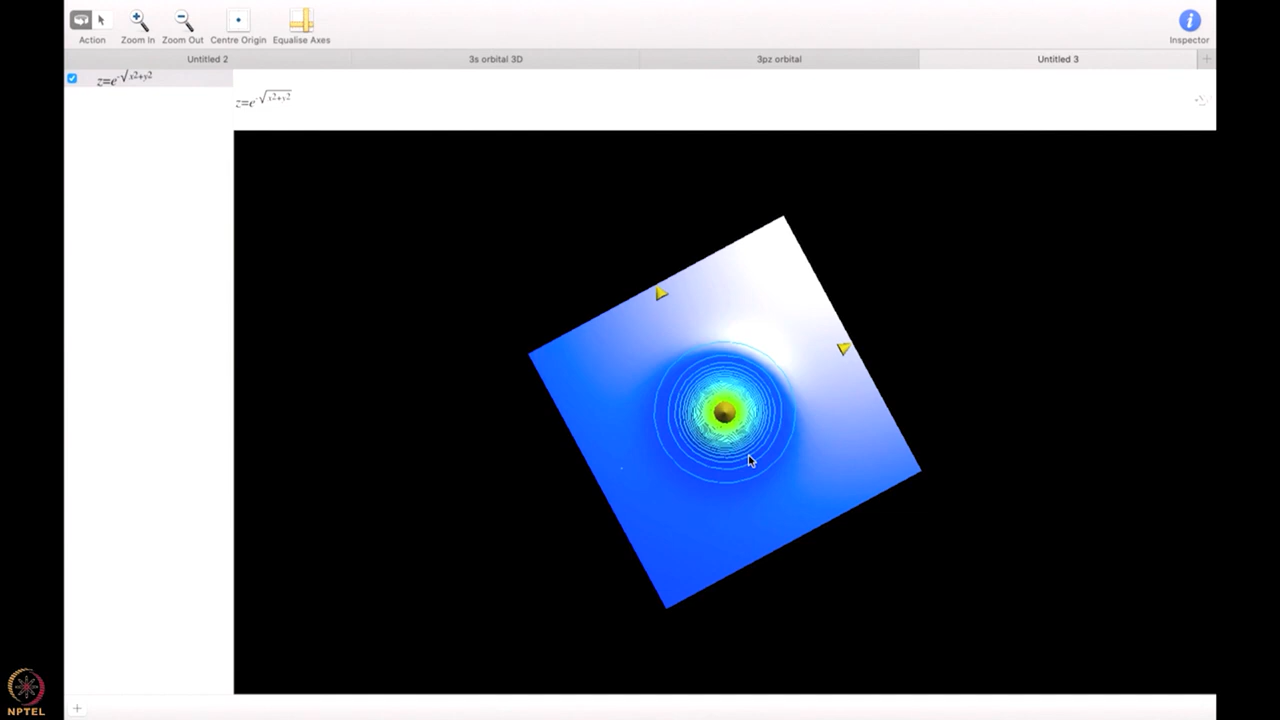 Action Zoom In Zoom Out Centre Origin Equalise Axes Inspector
Untitled 2 3s orbital 3D 3pz orbital Untitled 3 +
z=e^-√x2+y2
z=e^-√x2+y2
+
NPTEL